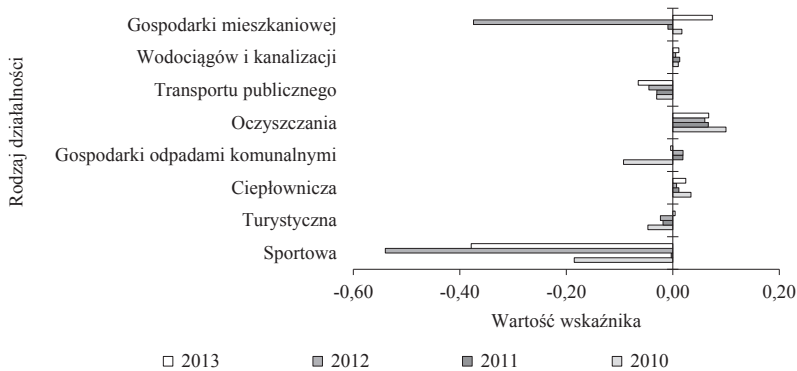 Rodzaj działalności
Gospodarki mieszkaniowej
Wodociągów i kanalizacji
Transportu publicznego
Oczyszczania
Gospodarki odpadami komunalnymi
Ciepłownicza
Turystyczna
Sportowa
-0,60 -0,40 -0,20 0,00 0,20
Wartość wskaźnika
2013 2012 2011 2010